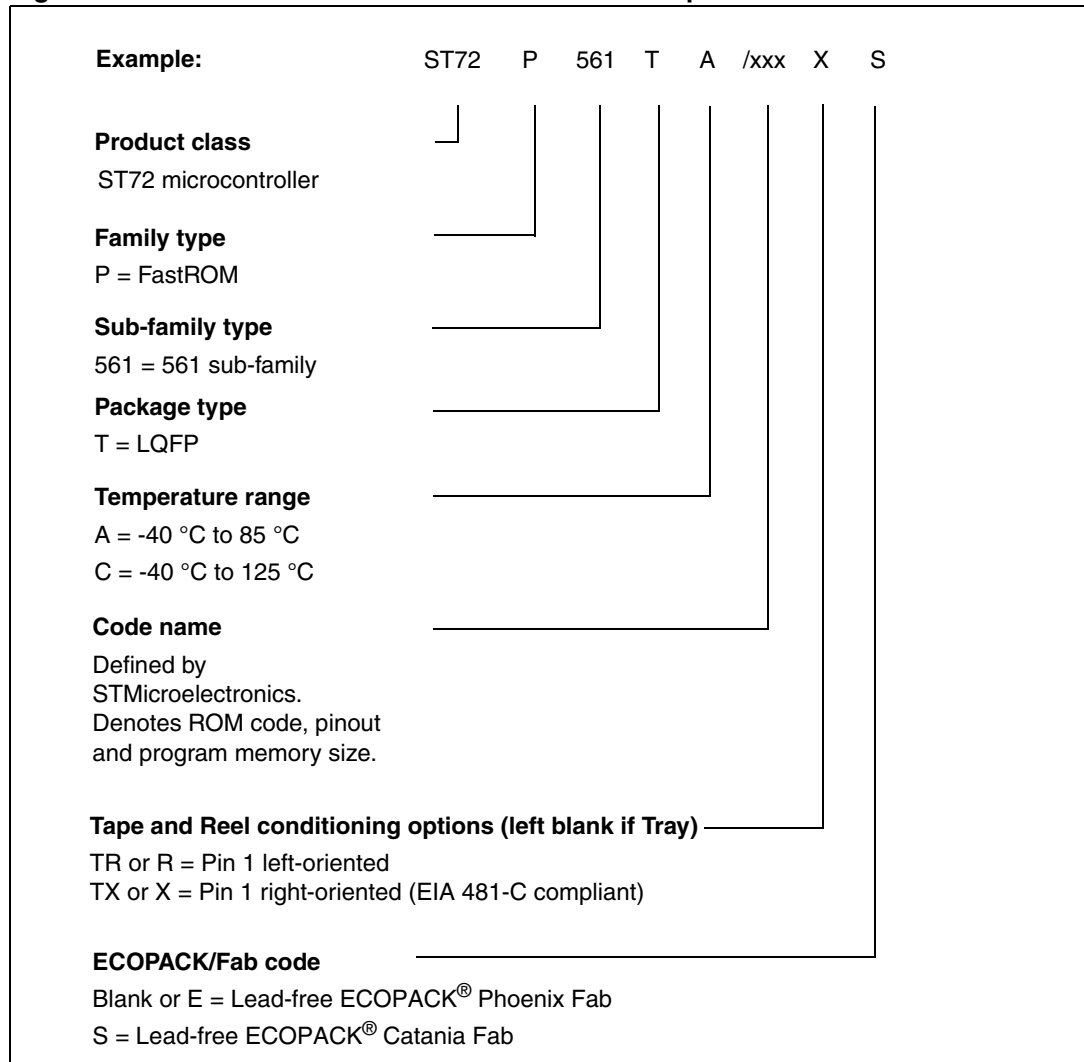 Example: ST72 P 561 T A /xxx X S
Product class
ST72 microcontroller
Family type
P = FastROM
Sub-family type
561 = 561 sub-family
Package type
T = LQFP
Temperature range
A = -40 °C to 85 °C
C = -40 °C to 125 °C
Code name
Defined by
STMicroelectronics.
Denotes ROM code, pinout
and program memory size.
Tape and Reel conditioning options (left blank if Tray)
TR or R = Pin 1 left-oriented
TX or X = Pin 1 right-oriented (EIA 481-C compliant)
ECOPACK/Fab code
Blank or E = Lead-free ECOPACK® Phoenix Fab
S = Lead-free ECOPACK® Catania Fab